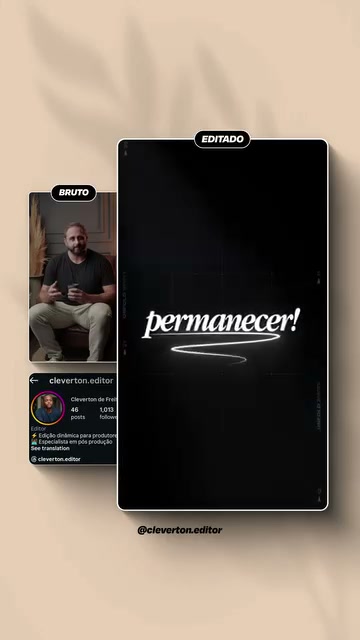 EDITADO
BRUTO
permanecer!
cleverton.editor
Cleverton de Frei
46 1,013
posts followe
Editor
⚡ Edição dinâmica para produtore
Especialista em pós produção
See translation
cleverton.editor
@cleverton.editor